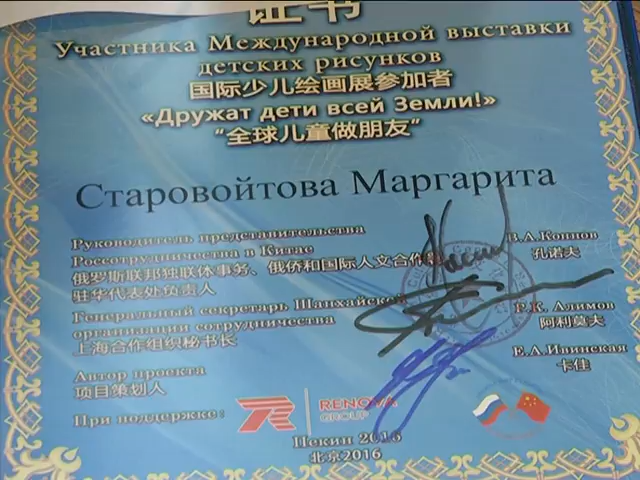 证书
Участника Международной выставки
детских рисунков
国际少儿绘画展参加者
«Дружат дети всей Земли!»
“全球儿童做朋友”
Старовойтова Маргарита
Руководитель представительства
Россотрудничества в Китае
俄罗斯联邦独联体事务、俄侨和国际人文合作署
驻华代表处负责人
В.А.Коннов
孔诺夫
Генеральный секретарь Шанхайской
организации сотрудничества
上海合作组织秘书长
Р.К. Алимов
阿利莫夫
Автор проекта
项目策划人
Е.А.Ивинская
卡佳
При поддержке:
RENOVA
GROUP
Пекин 2016
北京2016